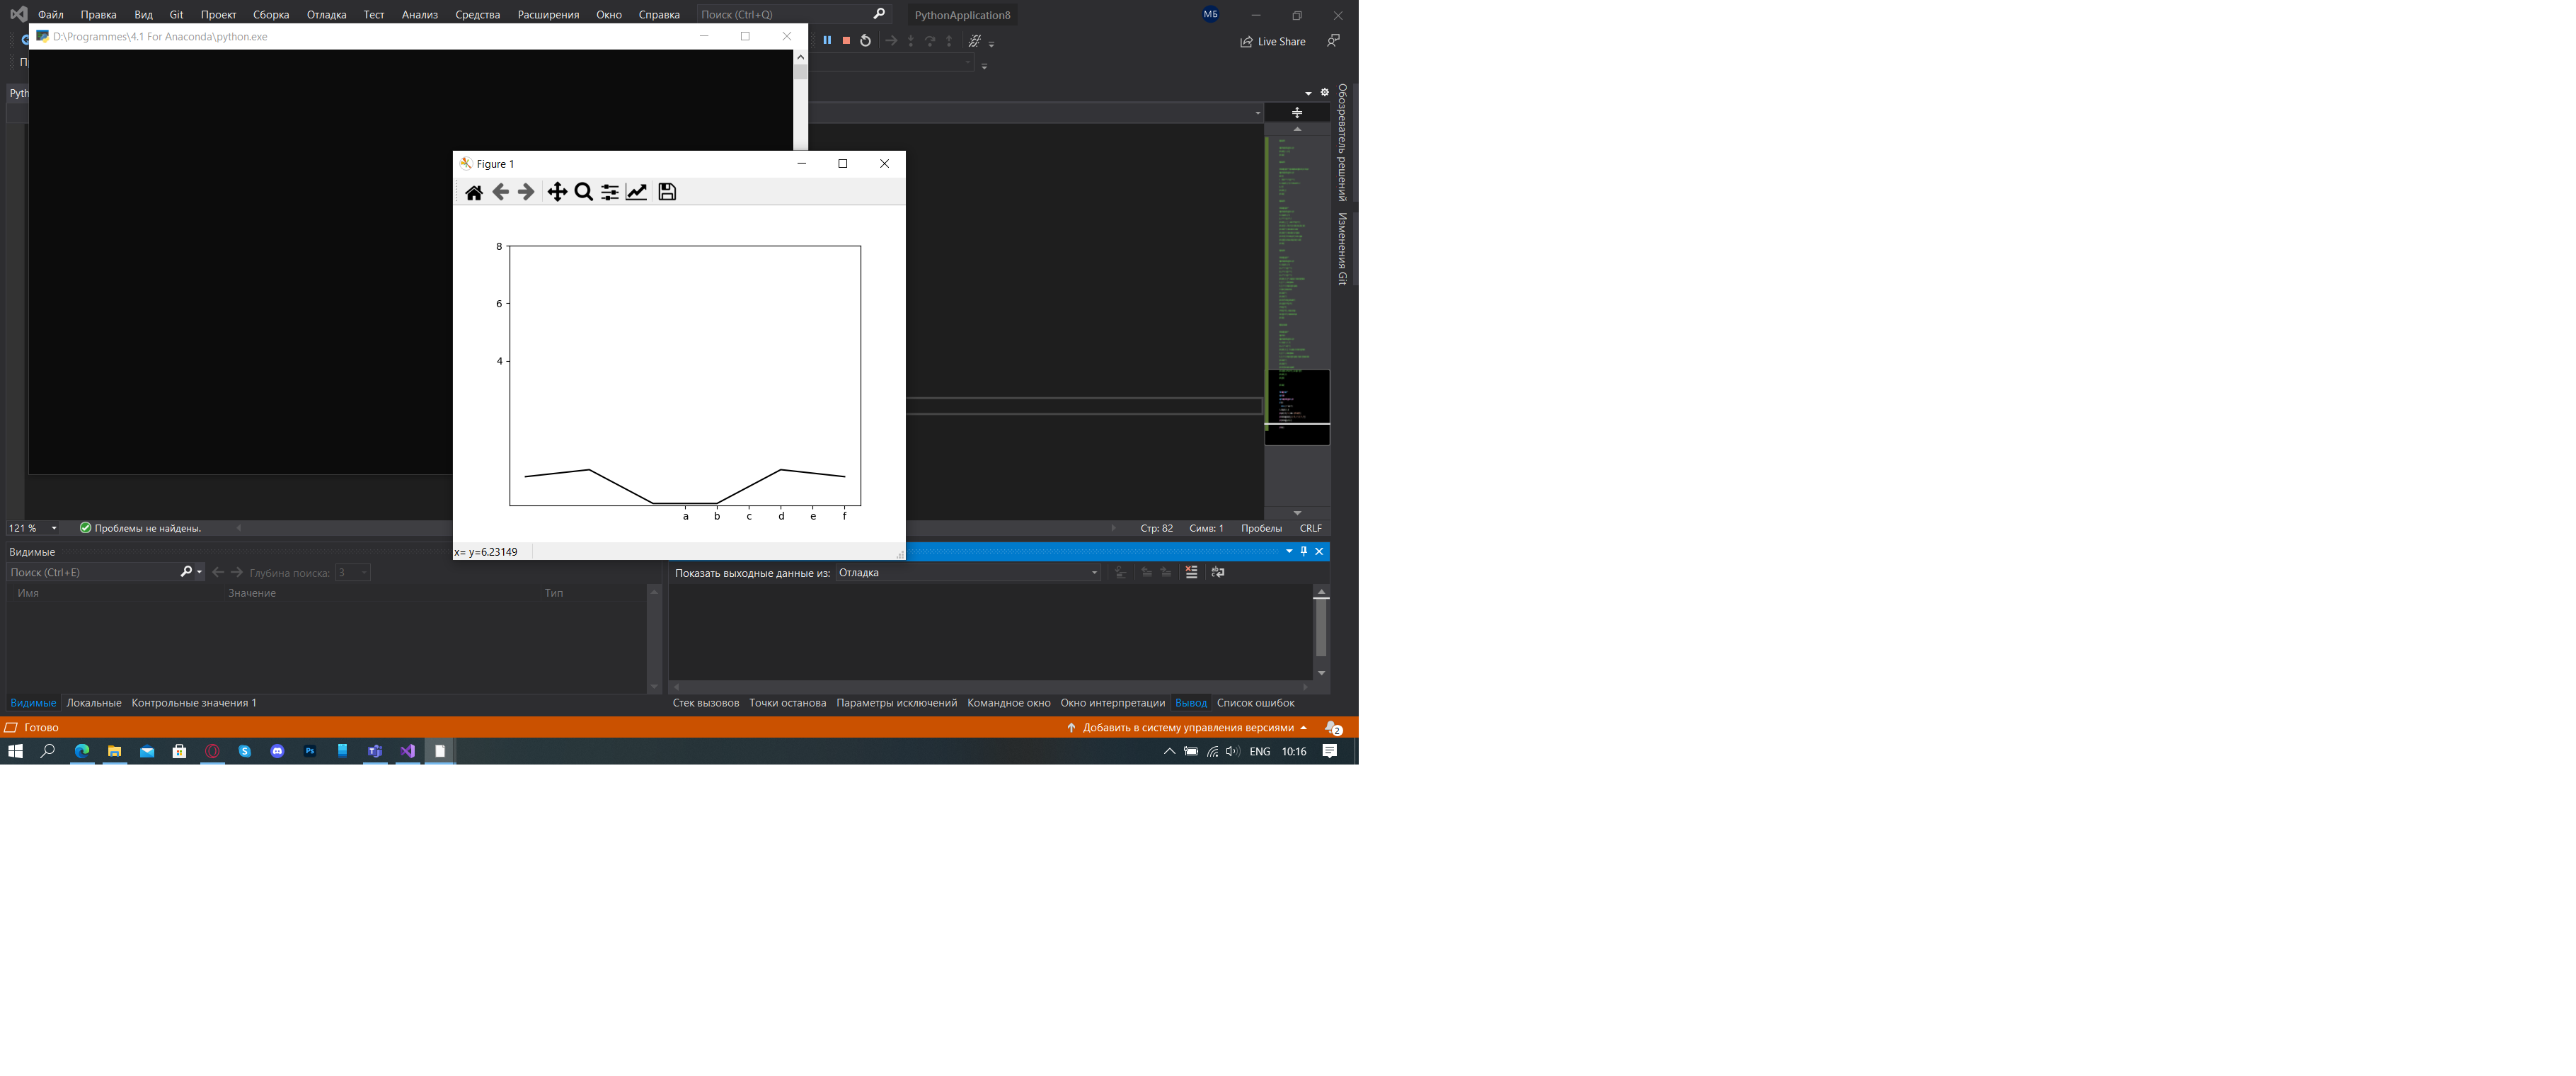 Файл Правка Вид Git Проект Сборка Отладка Тест Анализ Средства Расширения Окно Справка Поиск (Ctrl+Q) PythonApplication8 МБ
D:\Programmes\4.1 For Anaconda\python.exe
Live Share
Pyth
Обозреватель решений
Изменения Git
Figure 1
8
6
4
a b c d e f
x= y=6.23149
121 % Проблемы не найдены. Стр: 82 Симв: 1 Пробелы CRLF
Видимые
Поиск (Ctrl+E) Глубина поиска: 3
Показать выходные данные из: Отладка
Имя Значение Тип
Видимые Локальные Контрольные значения 1
Стек вызовов Точки останова Параметры исключений Командное окно Окно интерпретации Вывод Список ошибок
Готово Добавить в систему управления версиями 2
Ps ENG 10:16